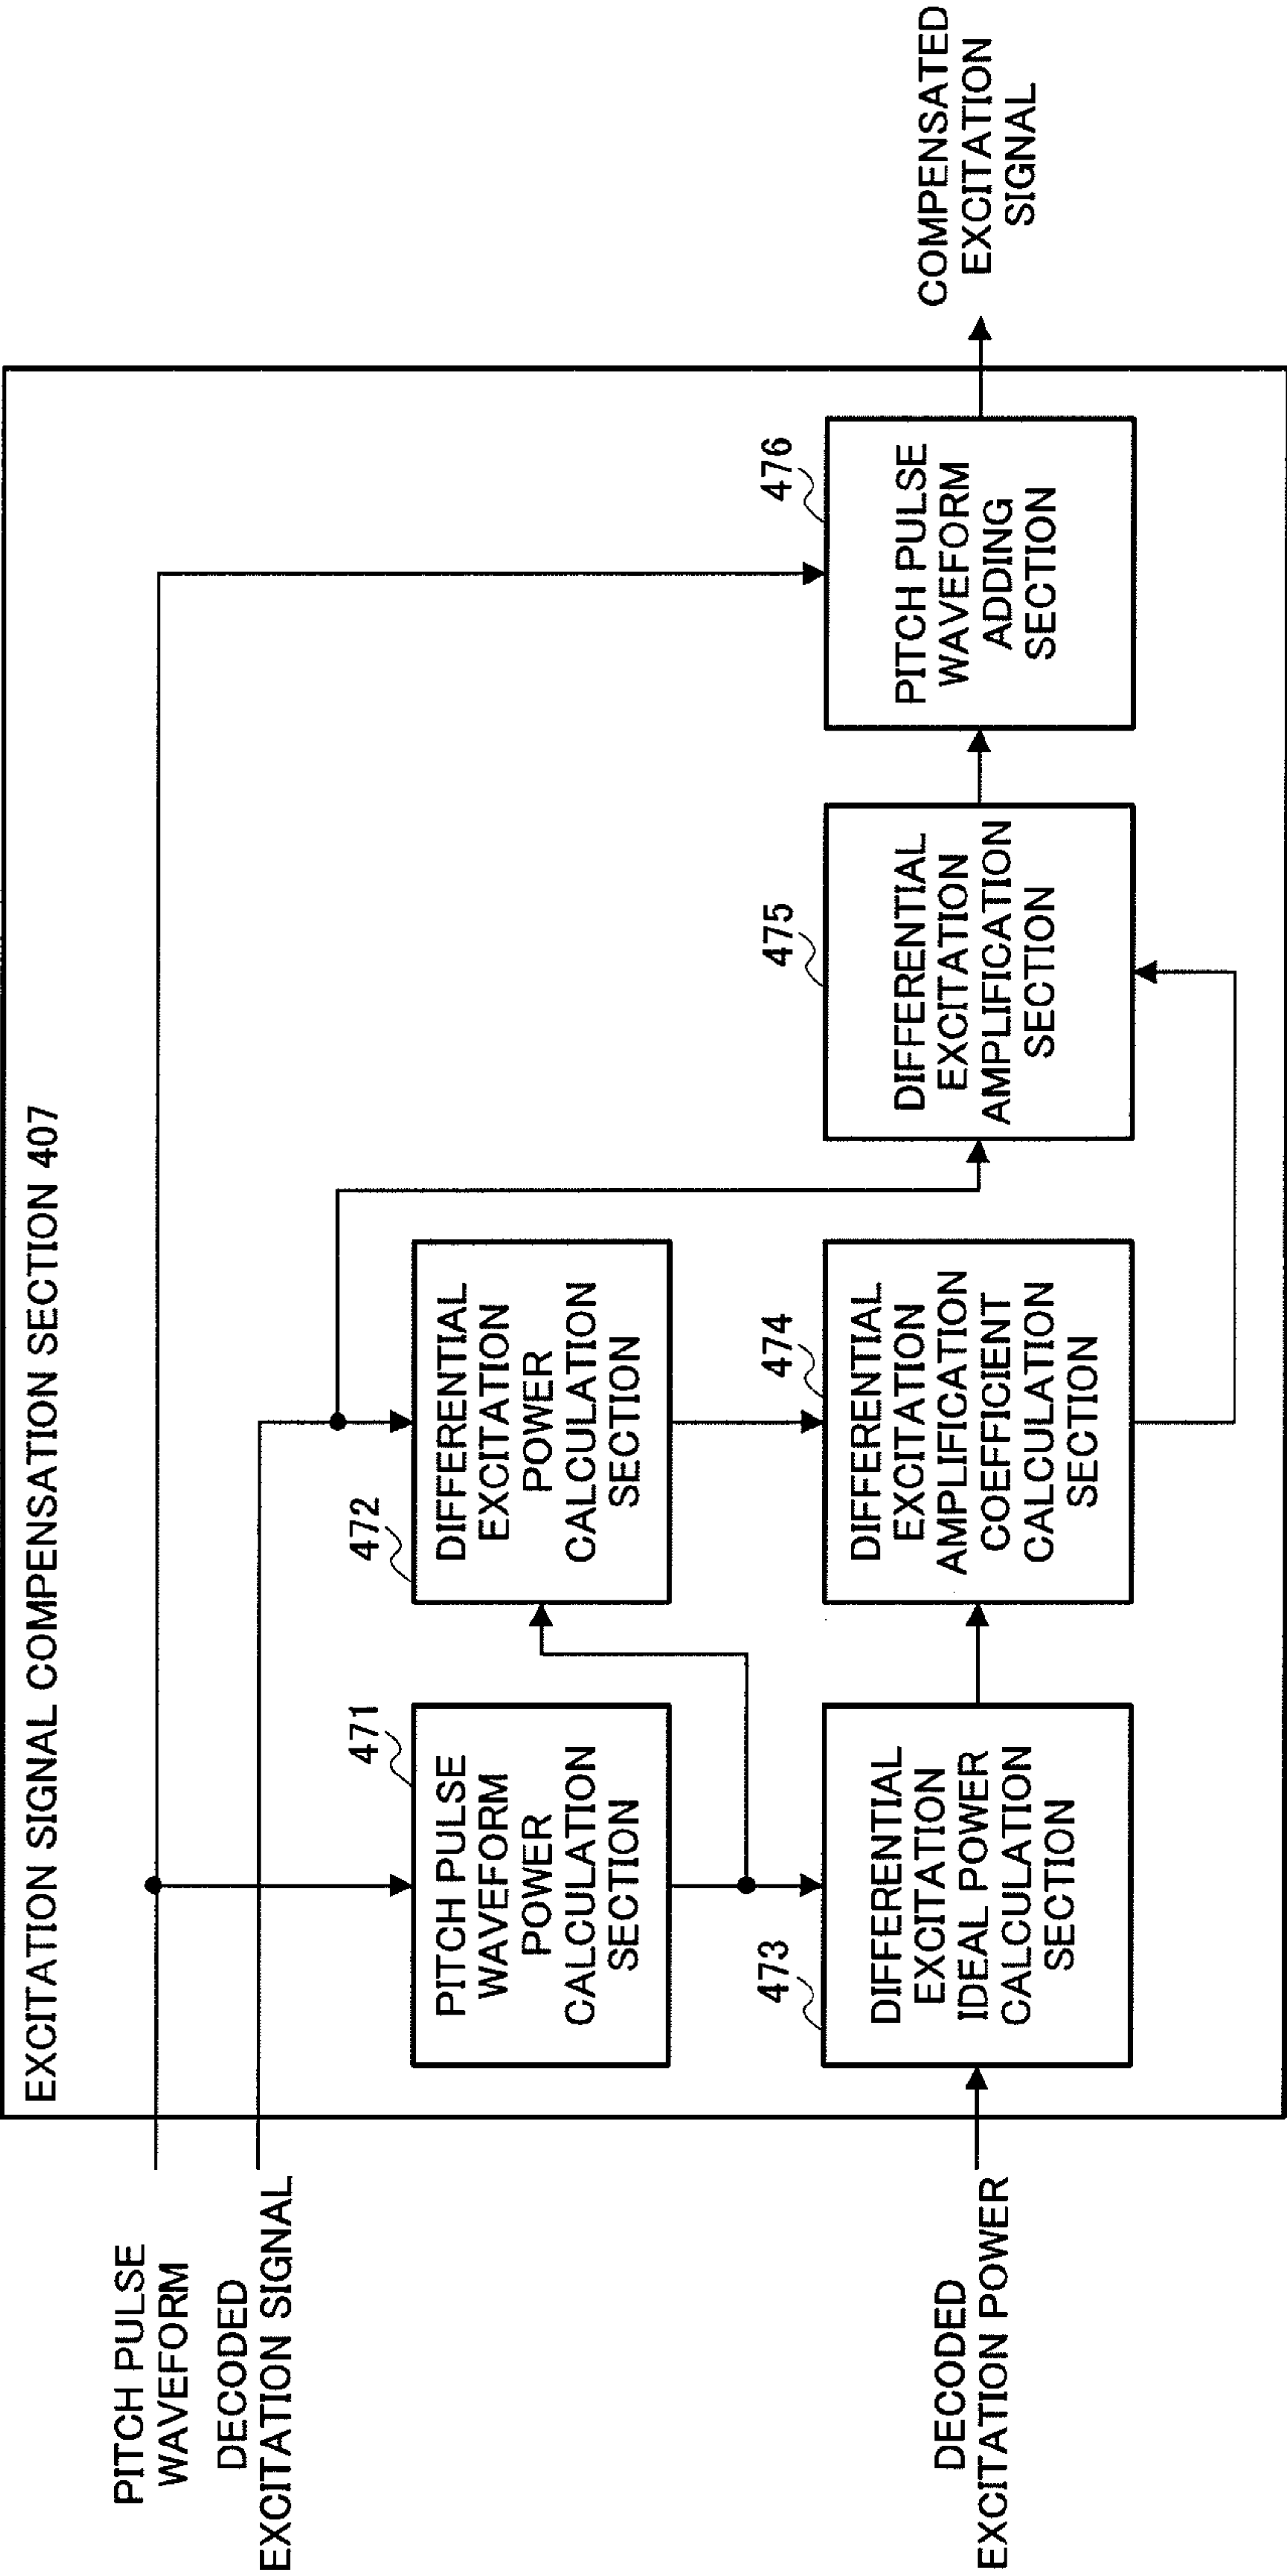 EXCITATION SIGNAL COMPENSATION SECTION 407
PITCH PULSE
WAVEFORM
DECODED
EXCITATION SIGNAL
471
PITCH PULSE
WAVEFORM
POWER
CALCULATION
SECTION
472
DIFFERENTIAL
EXCITATION
POWER
CALCULATION
SECTION
DECODED
EXCITATION POWER
473
DIFFERENTIAL
EXCITATION
IDEAL POWER
CALCULATION
SECTION
474
DIFFERENTIAL
EXCITATION
AMPLIFICATION
COEFFICIENT
CALCULATION
SECTION
475
DIFFERENTIAL
EXCITATION
AMPLIFICATION
SECTION
476
PITCH PULSE
WAVEFORM
ADDING
SECTION
COMPENSATED
EXCITATION
SIGNAL